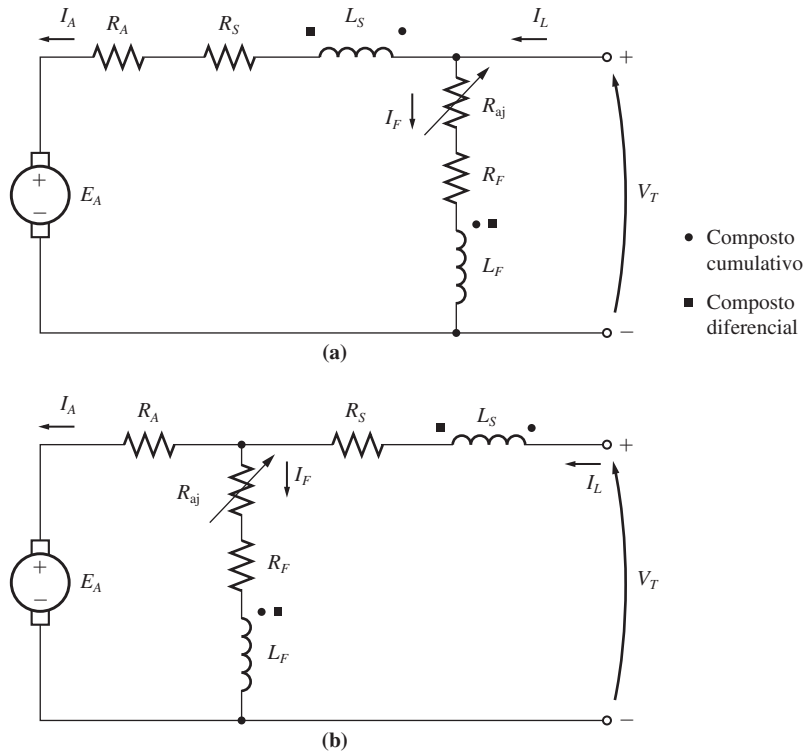 I_A
R_A
R_S
L_S
I_L
+
R_aj
I_F
R_F
+
−
E_A
V_T
L_F
• Composto
cumulativo
■ Composto
diferencial
−
(a)
I_A
R_A
R_S
L_S
+
R_aj
I_F
I_L
R_F
+
−
E_A
V_T
L_F
−
(b)